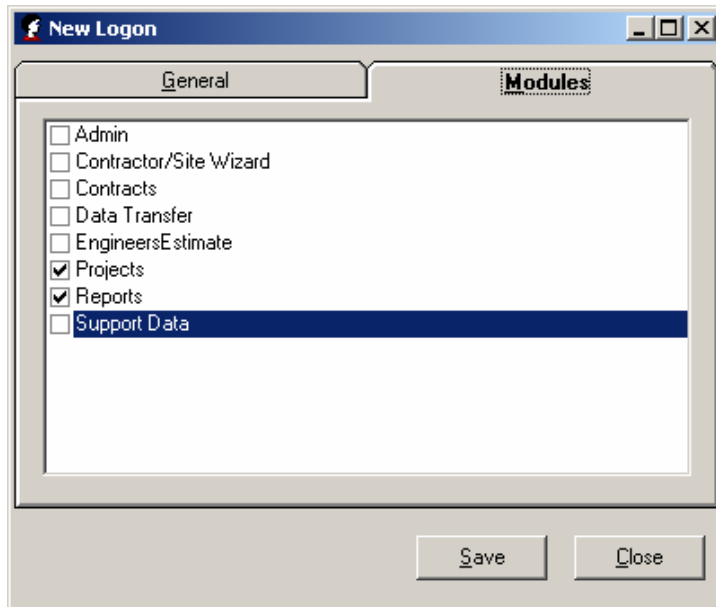 New Logon
General Modules
Admin
Contractor/Site Wizard
Contracts
Data Transfer
EngineersEstimate
Projects
Reports
Support Data
Save Close